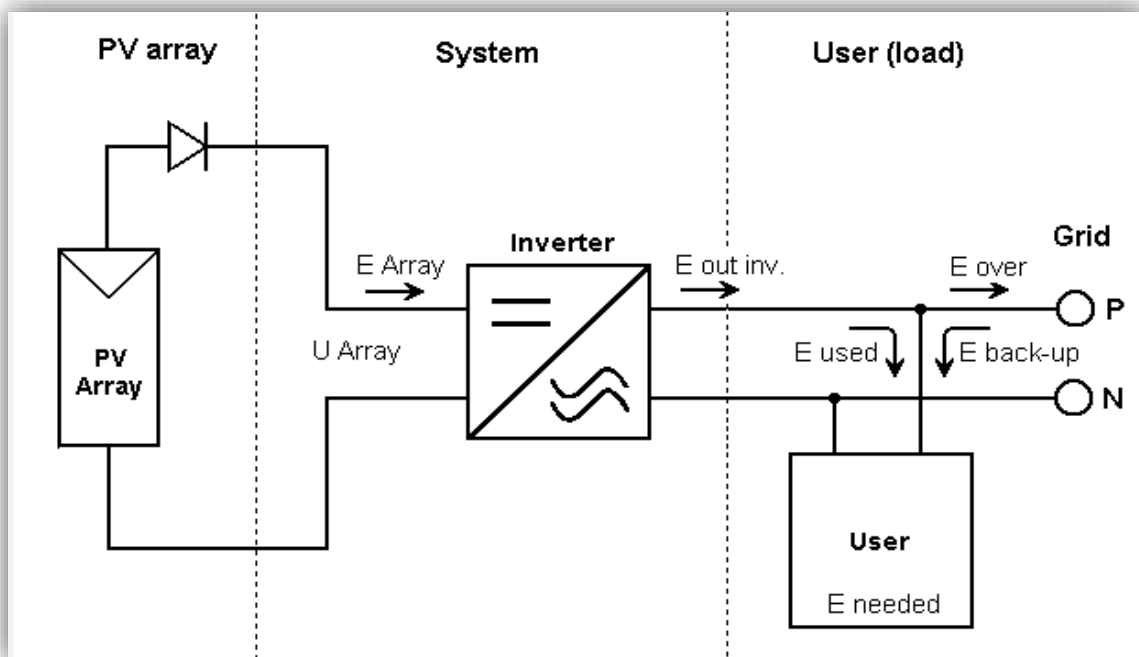 PV array
System
User (load)
Inverter
Grid
E Array
E out inv.
E over
P
U Array
E used
E back-up
PV
Array
N
User
E needed